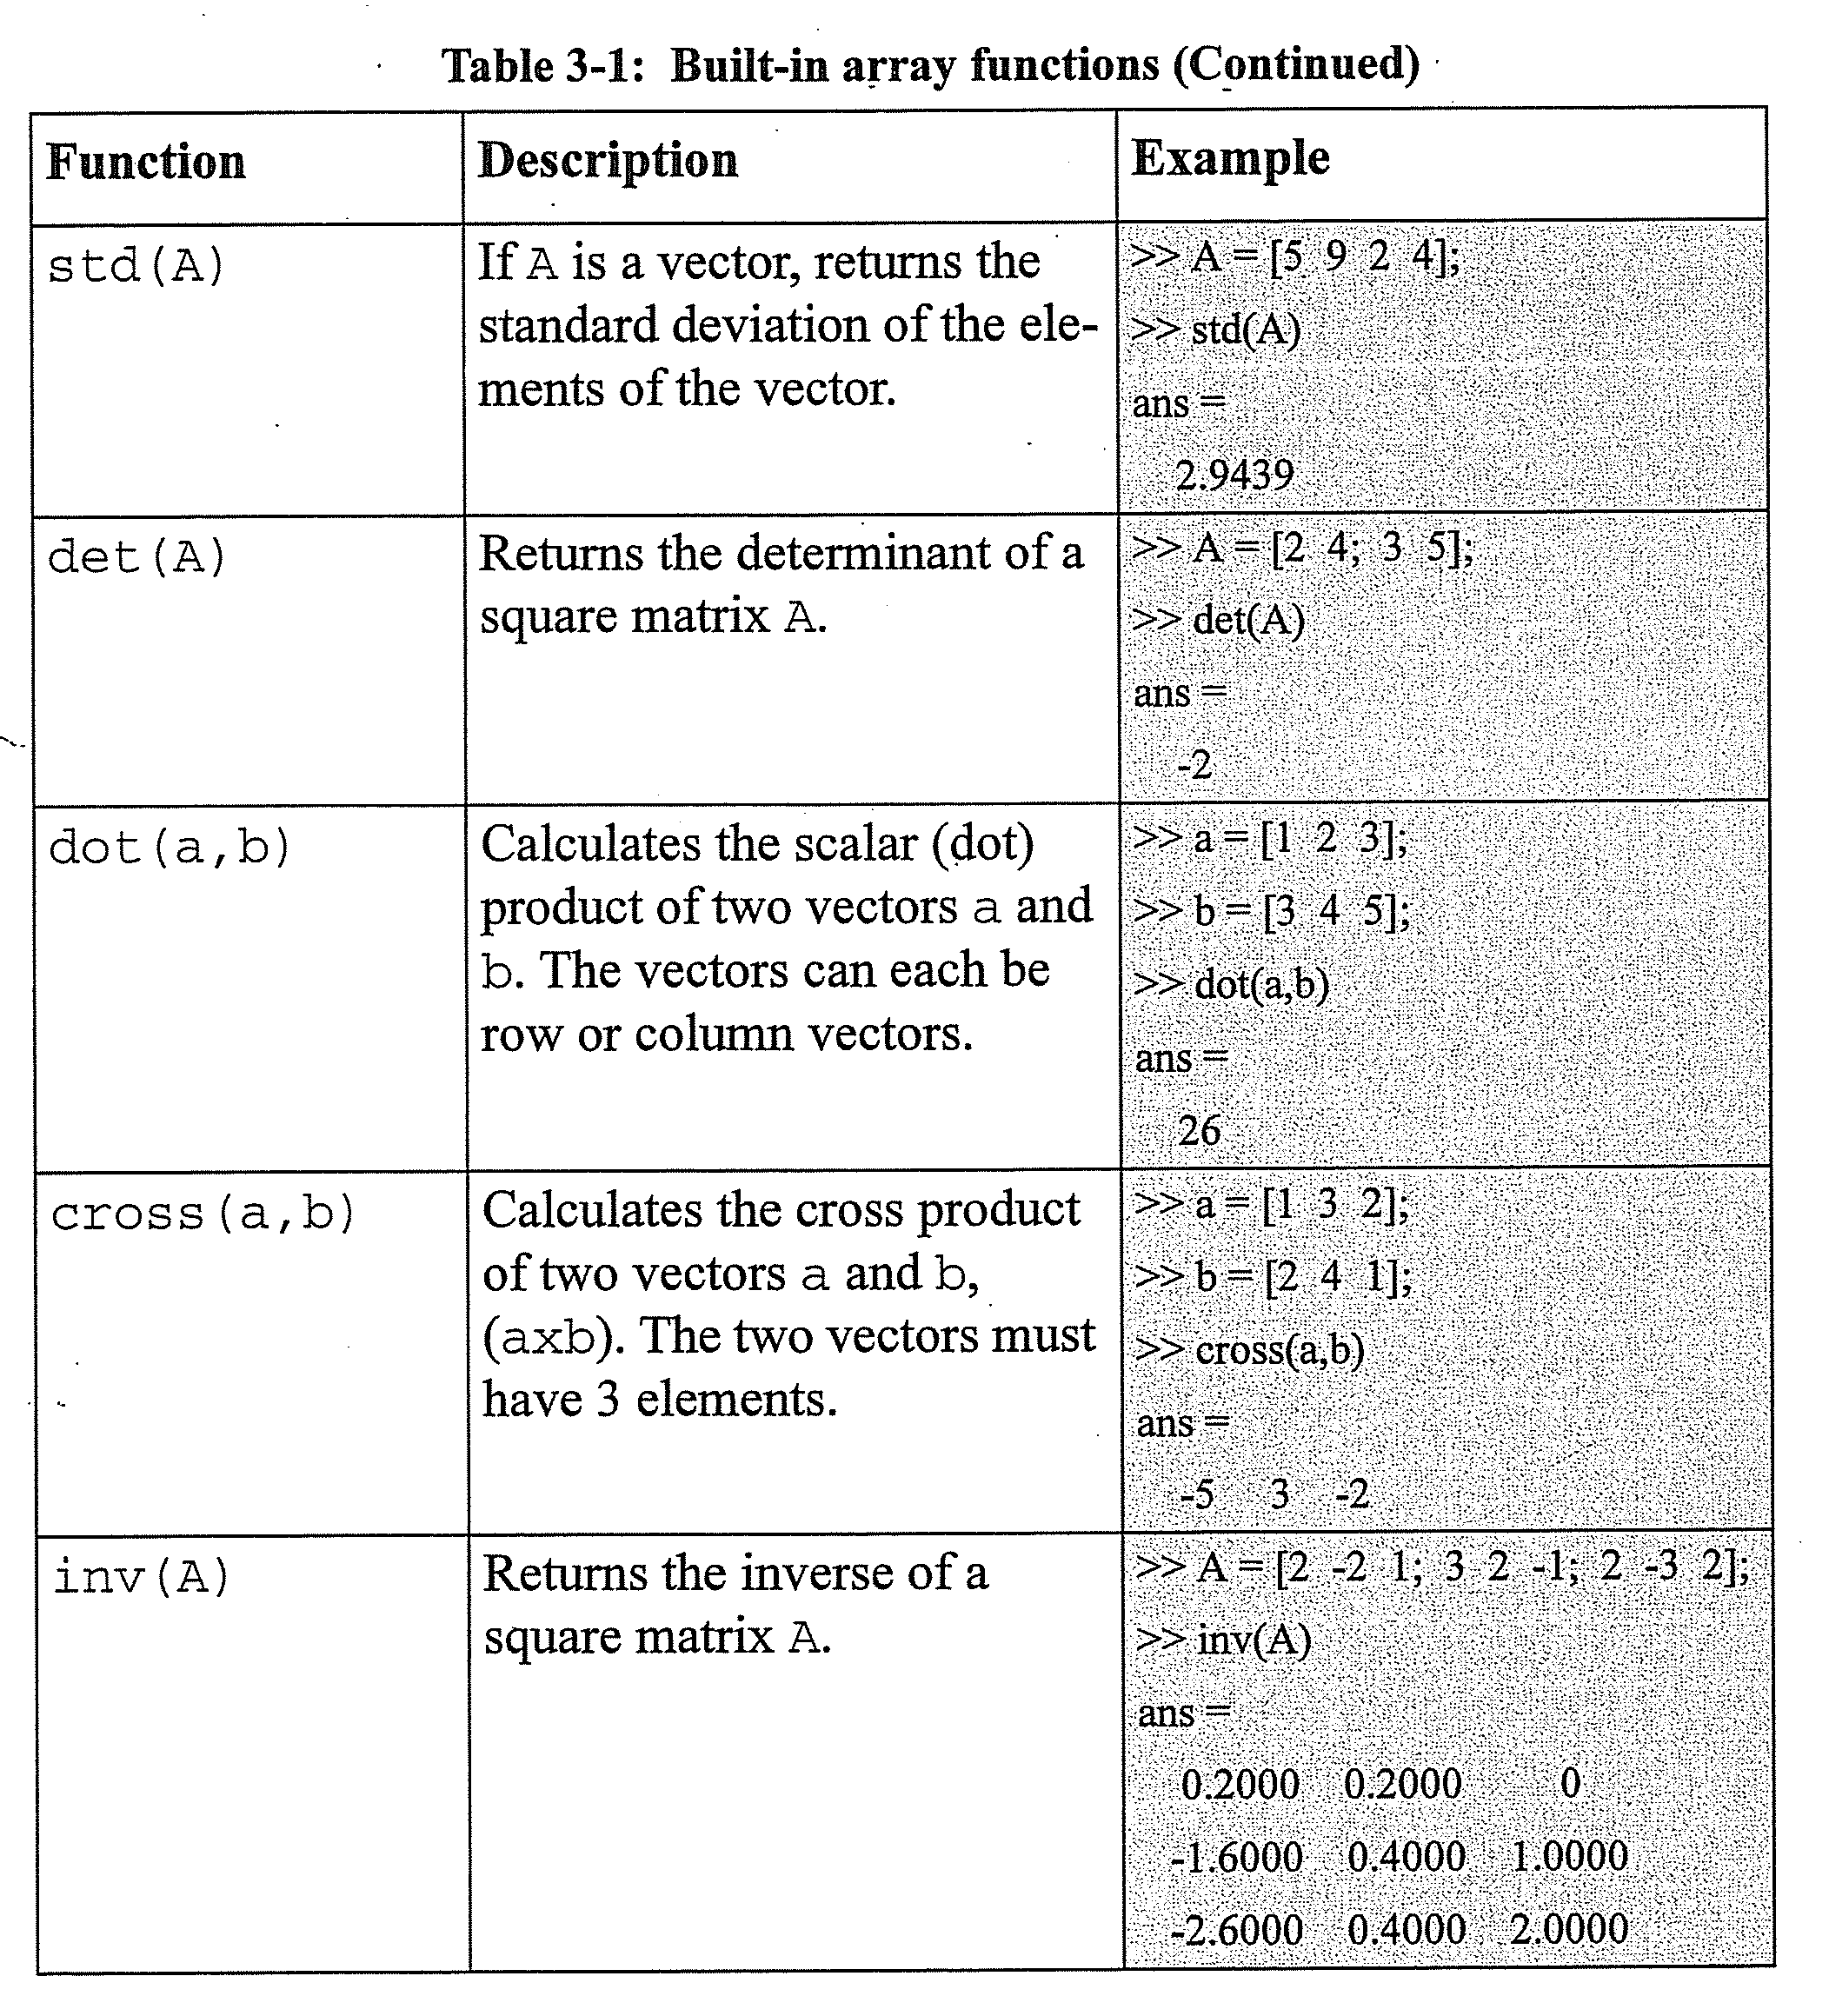 Table 3-1: Built-in array functions (Continued)
Function
Description
Example
std(A)
If A is a vector, returns the
standard deviation of the ele-
ments of the vector.
>> A = [5 9 2 4];
>> std(A)
ans =
2.9439
det(A)
Returns the determinant of a
square matrix A.
>> A = [2 4; 3 5];
>> det(A)
ans =
-2
dot(a,b)
Calculates the scalar (dot)
product of two vectors a and
b. The vectors can each be
row or column vectors.
>> a = [1 2 3];
>> b = [3 4 5];
>> dot(a,b)
ans =
26
cross(a,b)
Calculates the cross product
of two vectors a and b,
(axb). The two vectors must
have 3 elements.
>> a = [1 3 2];
>> b = [2 4 1];
>> cross(a,b)
ans =
-5 3 -2
inv(A)
Returns the inverse of a
square matrix A.
>> A = [2 -2 1; 3 2 -1; 2 -3 2];
>> inv(A)
ans =
0.2000 0.2000 0
-1.6000 0.4000 1.0000
-2.6000 0.4000 2.0000